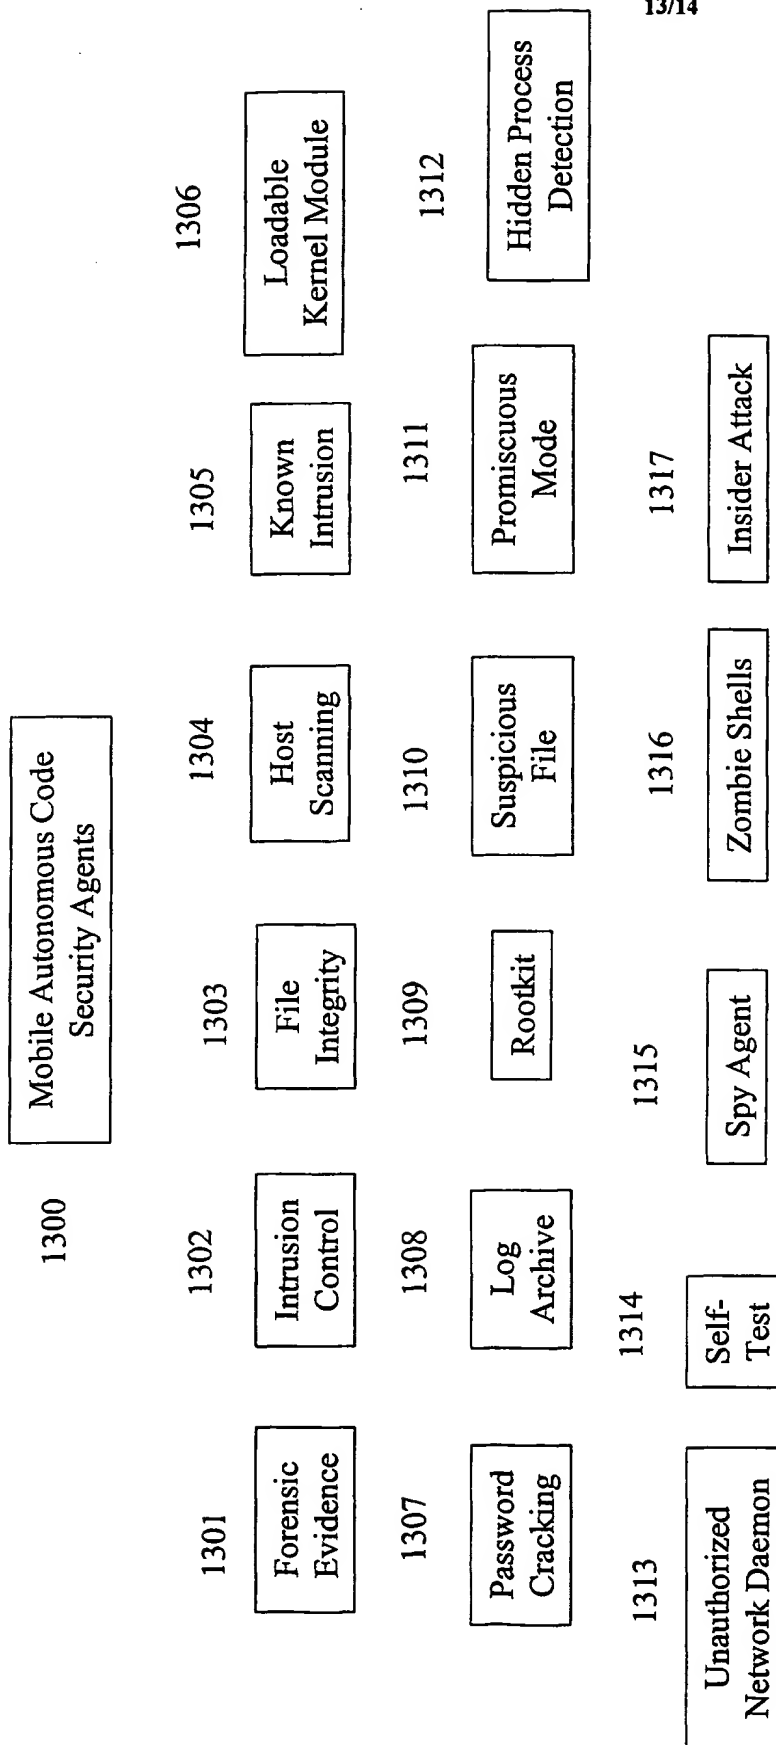 13/14
1300
Mobile Autonomous Code
Security Agents
1301
Forensic
Evidence
1302
Intrusion
Control
1303
File
Integrity
1304
Host
Scanning
1305
Known
Intrusion
1306
Loadable
Kernel Module
1307
Password
Cracking
1308
Log
Archive
1309
Rootkit
1310
Suspicious
File
1311
Promiscuous
Mode
1312
Hidden Process
Detection
1313
Unauthorized
Network Daemon
1314
Self-
Test
1315
Spy Agent
1316
Zombie Shells
1317
Insider Attack